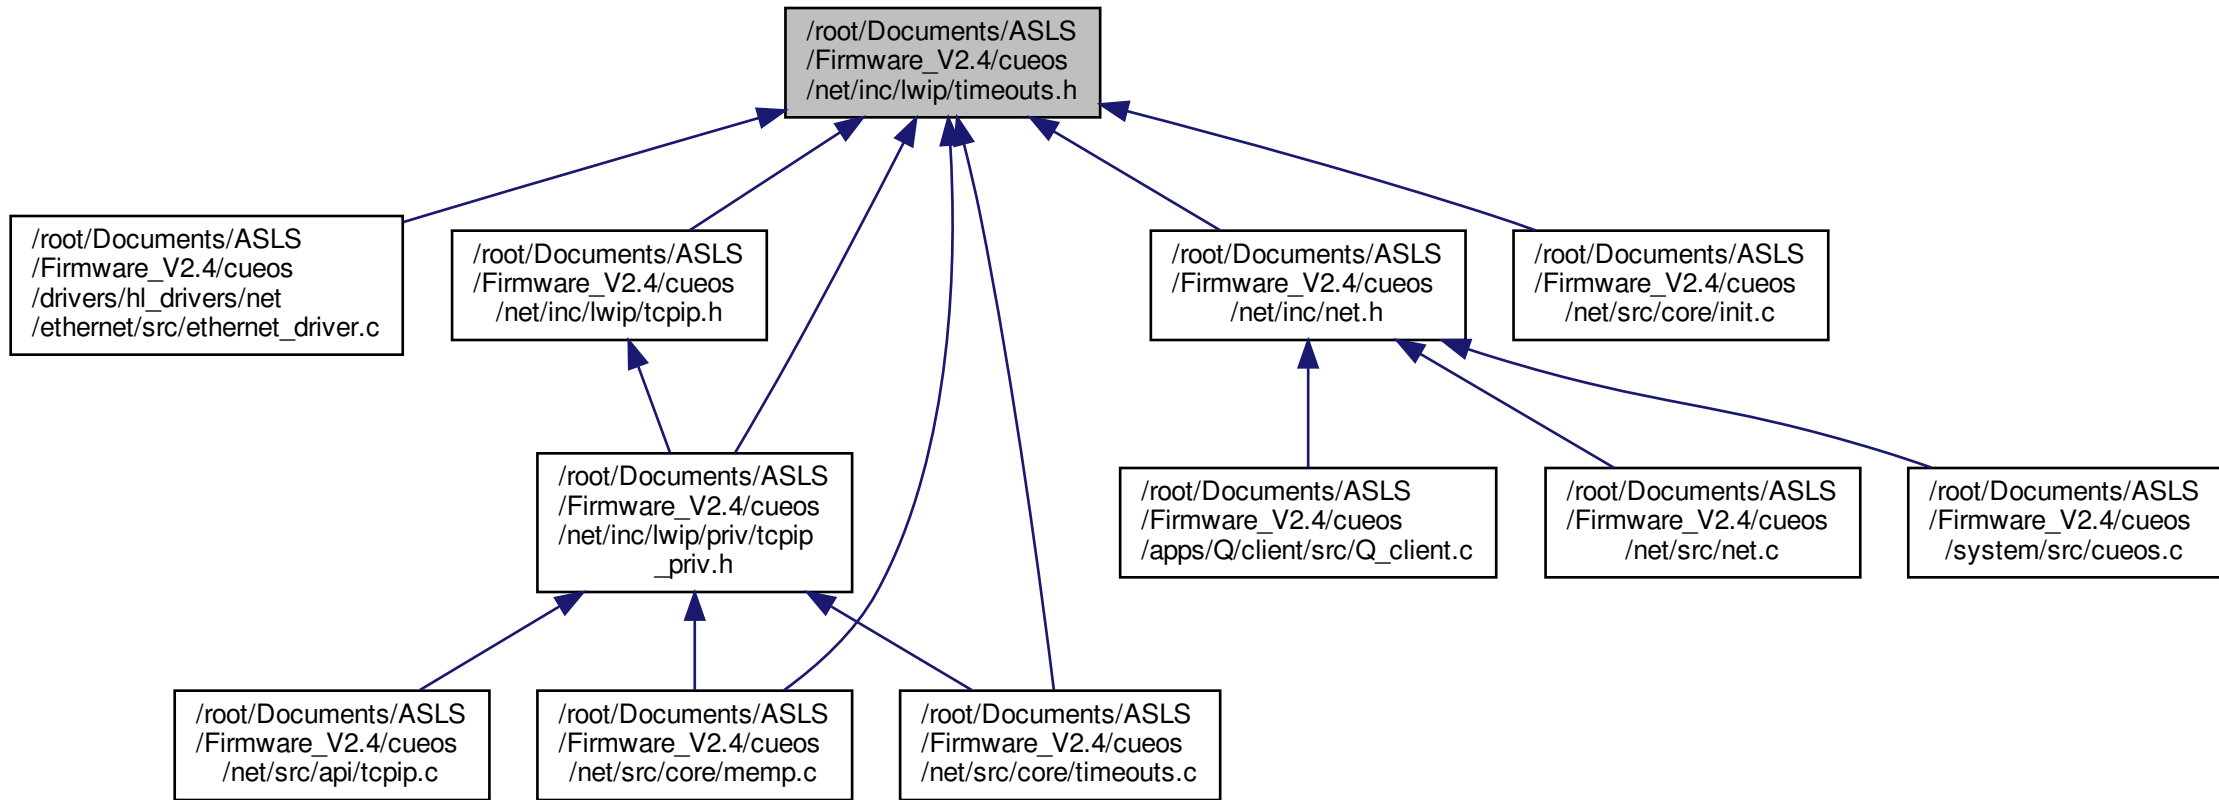 /root/Documents/ASLS
/Firmware_V2.4/cueos
/net/inc/lwip/timeouts.h
/root/Documents/ASLS
/Firmware_V2.4/cueos
/drivers/hl_drivers/net
/ethernet/src/ethernet_driver.c
/root/Documents/ASLS
/Firmware_V2.4/cueos
/net/inc/lwip/tcpip.h
/root/Documents/ASLS
/Firmware_V2.4/cueos
/net/inc/net.h
/root/Documents/ASLS
/Firmware_V2.4/cueos
/net/src/core/init.c
/root/Documents/ASLS
/Firmware_V2.4/cueos
/net/inc/lwip/priv/tcpip
_priv.h
/root/Documents/ASLS
/Firmware_V2.4/cueos
/apps/Q/client/src/Q_client.c
/root/Documents/ASLS
/Firmware_V2.4/cueos
/net/src/net.c
/root/Documents/ASLS
/Firmware_V2.4/cueos
/system/src/cueos.c
/root/Documents/ASLS
/Firmware_V2.4/cueos
/net/src/api/tcpip.c
/root/Documents/ASLS
/Firmware_V2.4/cueos
/net/src/core/memp.c
/root/Documents/ASLS
/Firmware_V2.4/cueos
/net/src/core/timeouts.c